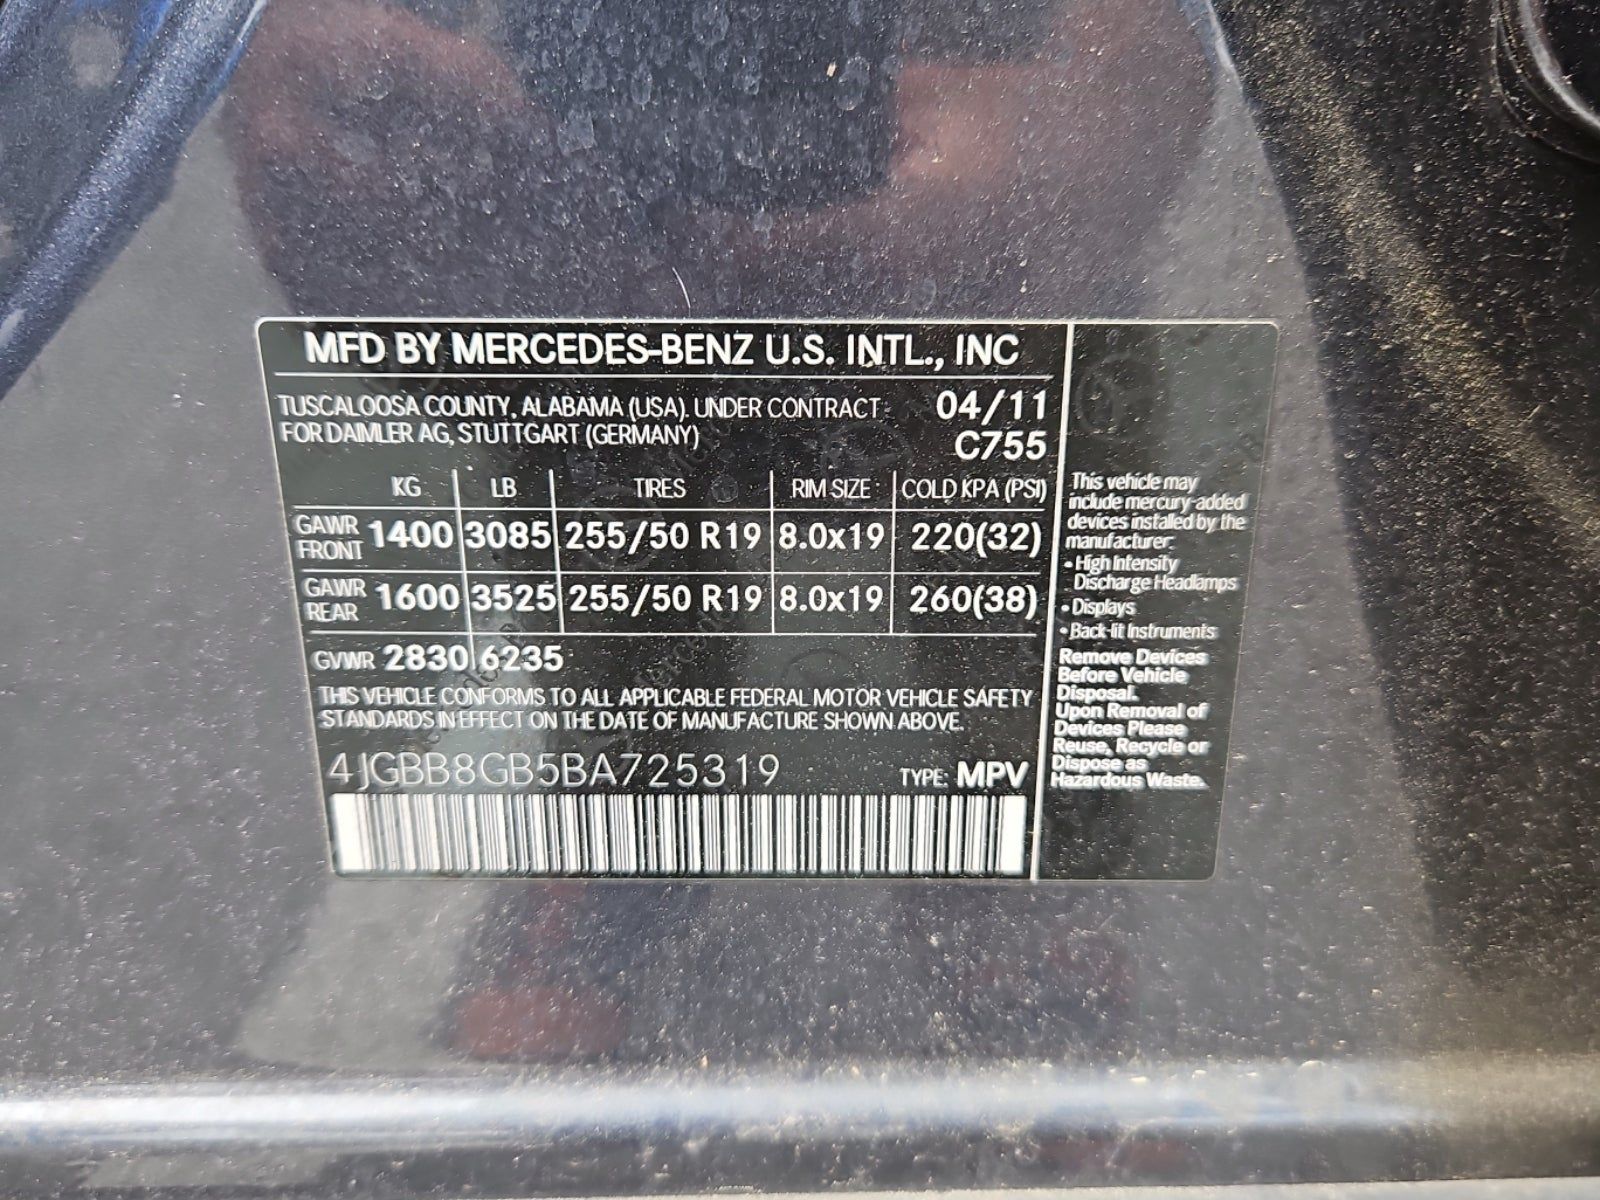 MFD BY MERCEDES-BENZ U.S. INTL., INC
TUSCALOOSA COUNTY, ALABAMA (USA). UNDER CONTRACT
FOR DAIMLER AG, STUTTGART (GERMANY)
04/11
C755
KG LB TIRES RIM SIZE COLD KPA (PSI)
GAWR FRONT 1400 3085 255/50 R19 8.0x19 220(32)
GAWR REAR 1600 3525 255/50 R19 8.0x19 260(38)
GVWR 2830 6235
THIS VEHICLE CONFORMS TO ALL APPLICABLE FEDERAL MOTOR VEHICLE SAFETY
STANDARDS IN EFFECT ON THE DATE OF MANUFACTURE SHOWN ABOVE.
4JGBB8GB5BA725319 TYPE: MPV
This vehicle may
include mercury-added
devices installed by the
manufacturer:
• High Intensity
Discharge Headlamps
• Displays
• Back-lit Instruments
Remove Devices
Before Vehicle
Disposal.
Upon Removal of
Devices Please
Reuse, Recycle or
Dispose as
Hazardous Waste.